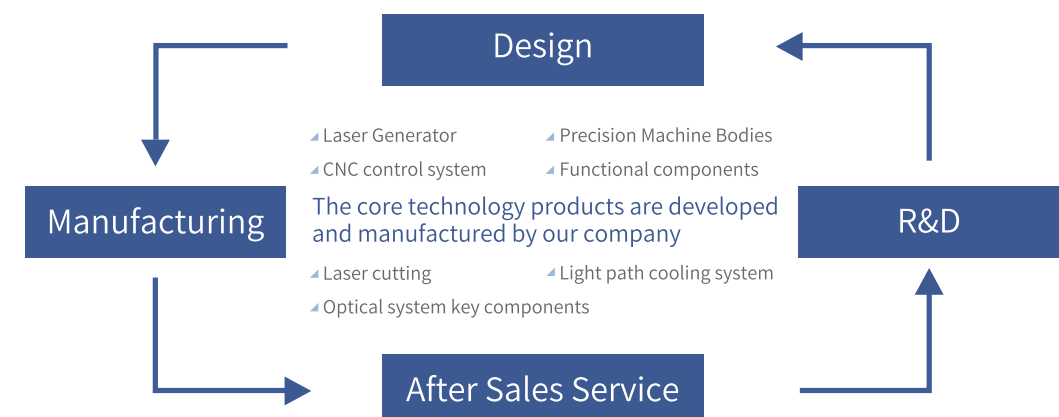 Design
Laser Generator
Precision Machine Bodies
CNC control system
Functional components
Manufacturing
The core technology products are developed
and manufactured by our company
R&D
Laser cutting
Light path cooling system
Optical system key components
After Sales Service